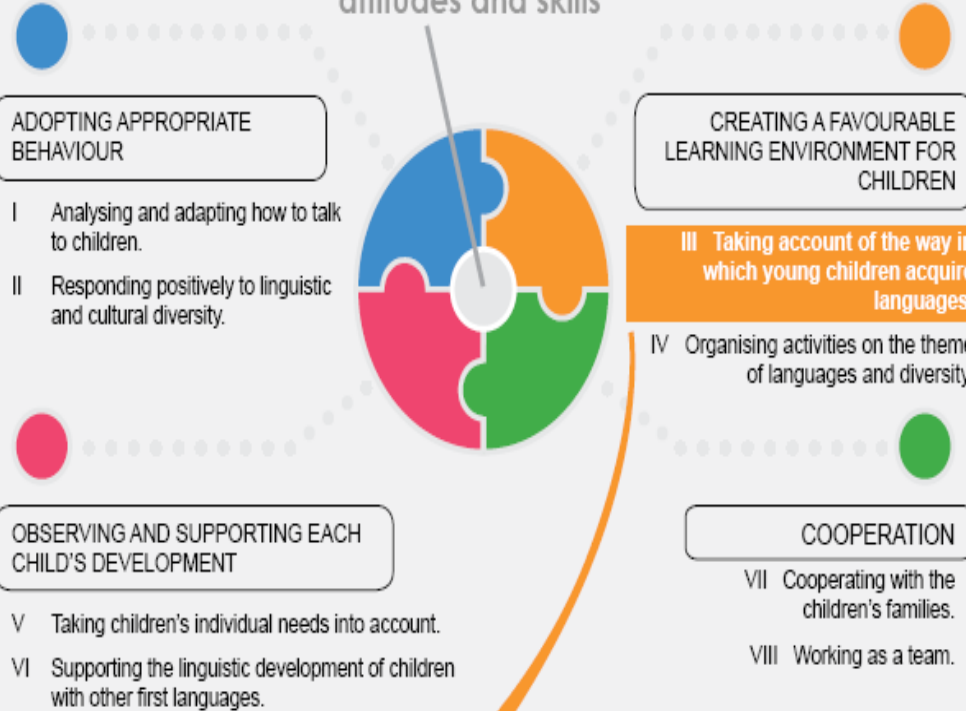 attitudes and skills
ADOPTING APPROPRIATE
BEHAVIOUR
I Analysing and adapting how to talk
to children.
II Responding positively to linguistic
and cultural diversity.
CREATING A FAVOURABLE
LEARNING ENVIRONMENT FOR
CHILDREN
III Taking account of the way in
which young children acquire
languages
IV Organising activities on the theme
of languages and diversity
OBSERVING AND SUPPORTING EACH
CHILD'S DEVELOPMENT
V Taking children's individual needs into account.
VI Supporting the linguistic development of children
with other first languages.
COOPERATION
VII Cooperating with the
children's families.
VIII Working as a team.